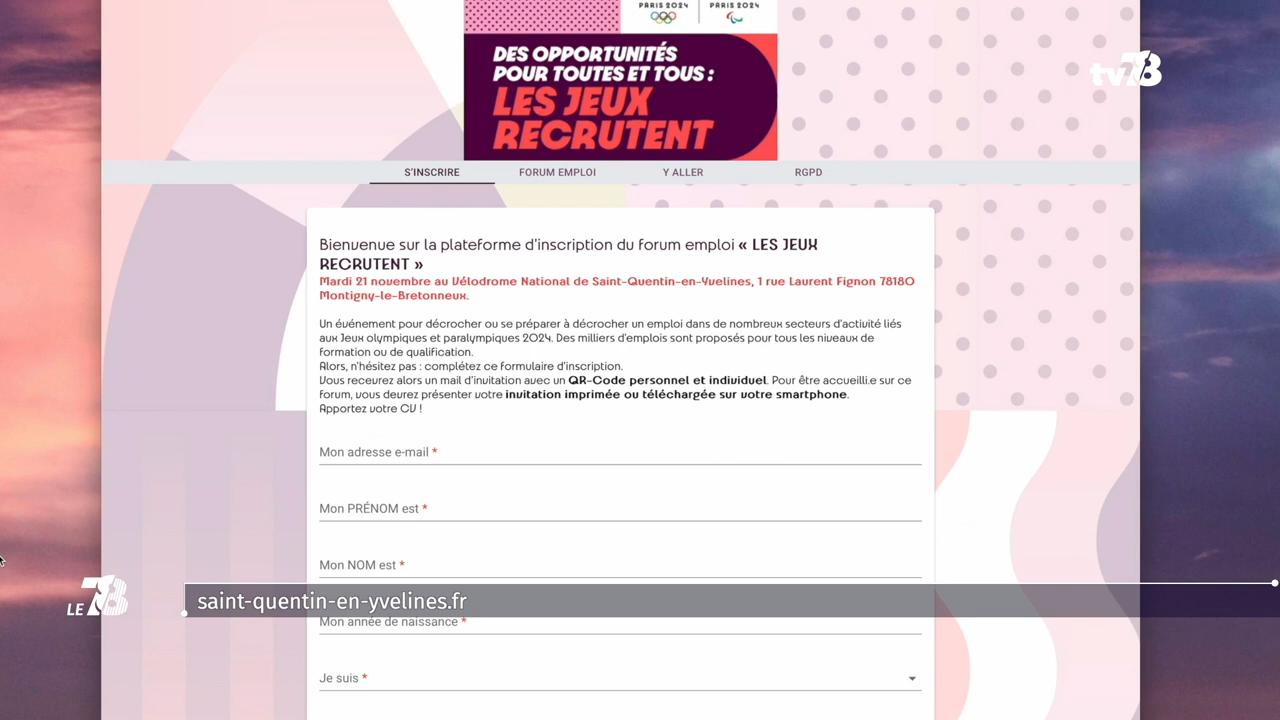 PARIS 2024 PARIS 2024
DES OPPORTUNITÉS
POUR TOUTES ET TOUS :
LES JEUX
RECRUTENT
tv78
S'INSCRIRE FORUM EMPLOI Y ALLER RGPD
Bienvenue sur la plateforme d'inscription du forum emploi « LES JEUX
RECRUTENT »
Mardi 21 novembre au Vélodrome National de Saint-Quentin-en-Yvelines, 1 rue Laurent Fignon 78180
Montigny-le-Bretonneux.
Un événement pour décrocher ou se préparer à décrocher un emploi dans de nombreux secteurs d'activité liés
aux Jeux olympiques et paralympiques 2024. Des milliers d'emplois sont proposés pour tous les niveaux de
formation ou de qualification.
Alors, n'hésitez pas : complétez ce formulaire d'inscription.
Vous recevrez alors un mail d'invitation avec un QR-Code personnel et individuel. Pour être accueilli.e sur ce
forum, vous devrez présenter votre invitation imprimée ou téléchargée sur votre smartphone.
Apportez votre CV !
Mon adresse e-mail *
Mon PRÉNOM est *
Mon NOM est *
LE 78
saint-quentin-en-yvelines.fr
Mon année de naissance *
Je suis *